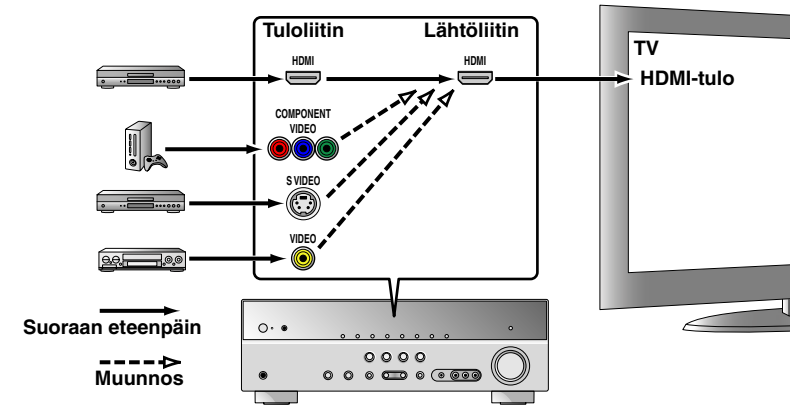 Tuloliitin
Lähtöliitin
HDMI
HDMI
TV
HDMI-tulo
COMPONENT
VIDEO
S VIDEO
VIDEO
Suoraan eteenpäin
Muunnos